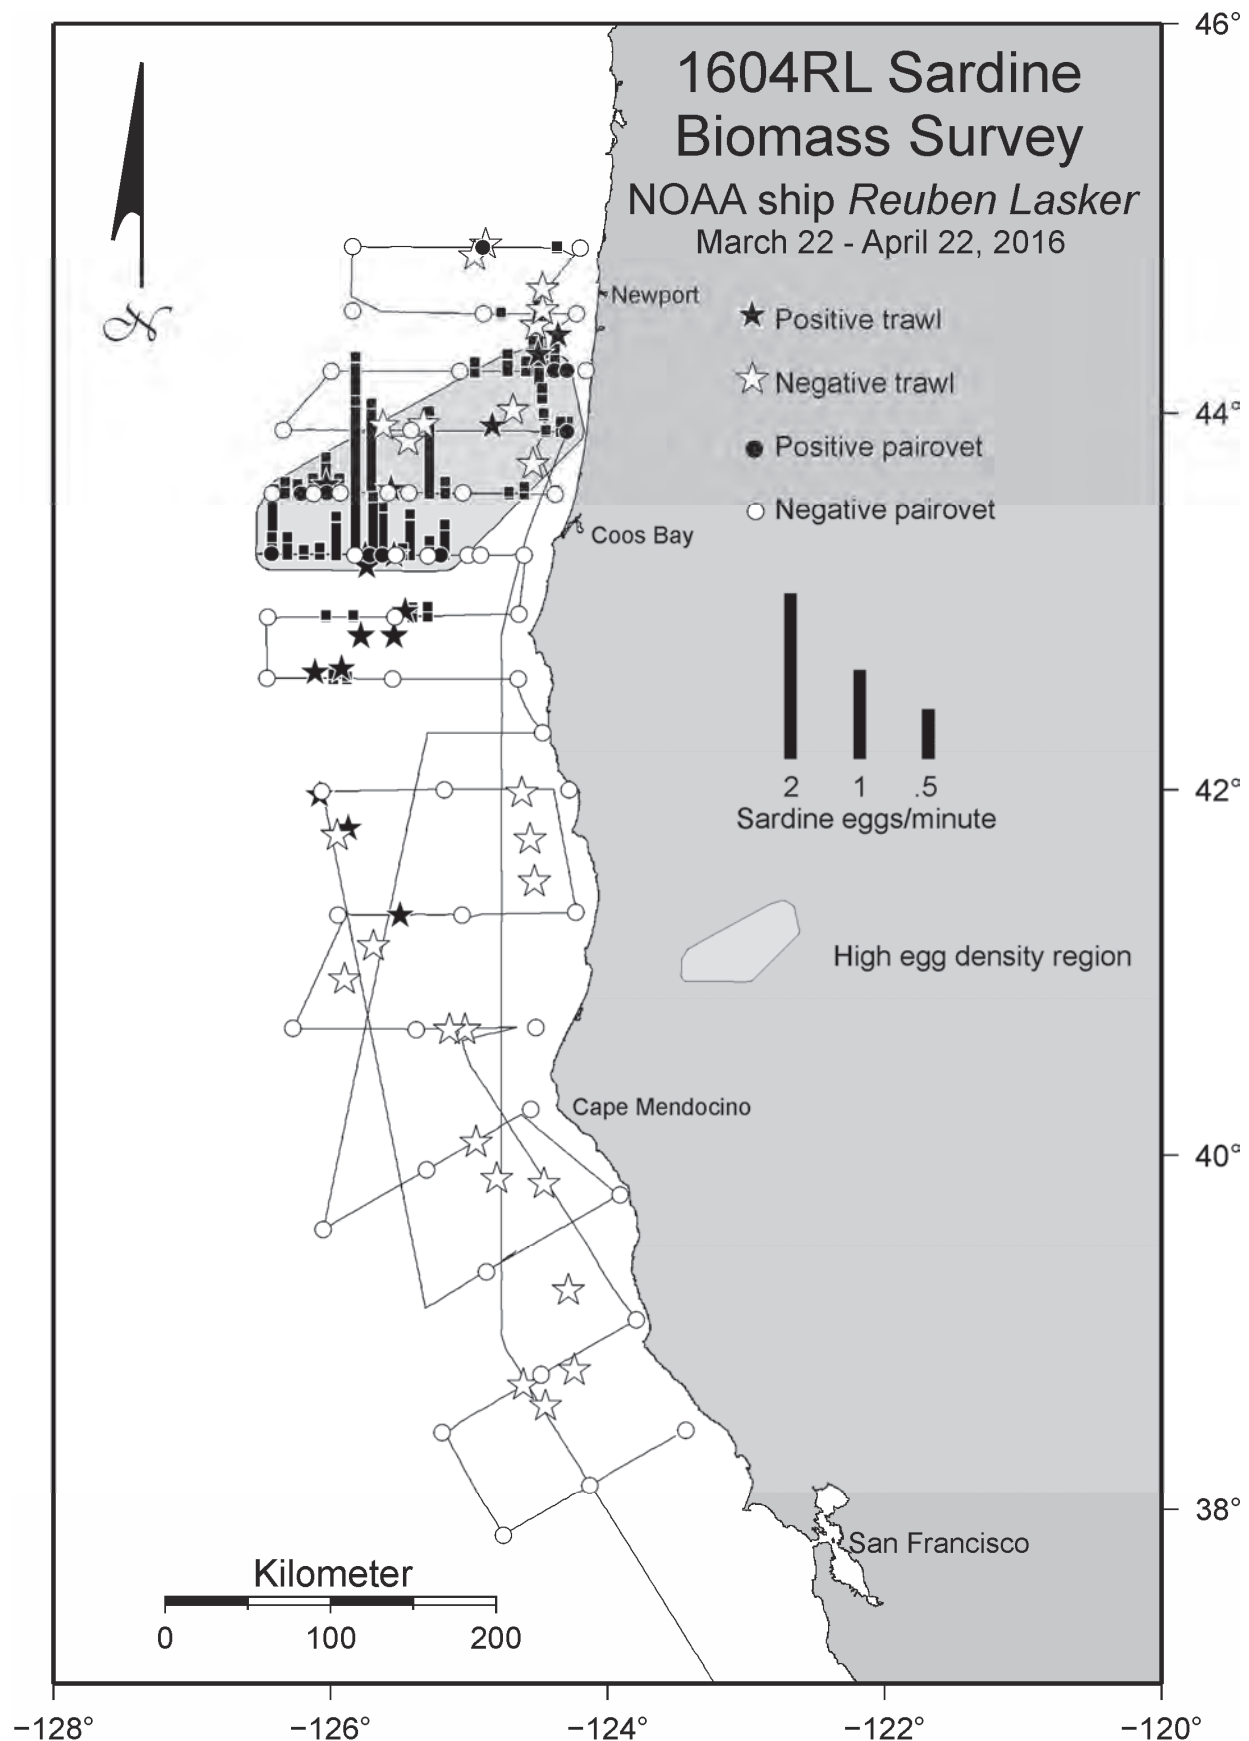 1604RL Sardine
Biomass Survey
NOAA ship Reuben Lasker
March 22 - April 22, 2016
46°
N
Newport
Positive trawl
Negative trawl
44°
Positive pairovet
Negative pairovet
Coos Bay
42°
2 1 .5
Sardine eggs/minute
High egg density region
Cape Mendocino
40°
38°
San Francisco
Kilometer
0 100 200
−128° −126° −124° −122° −120°